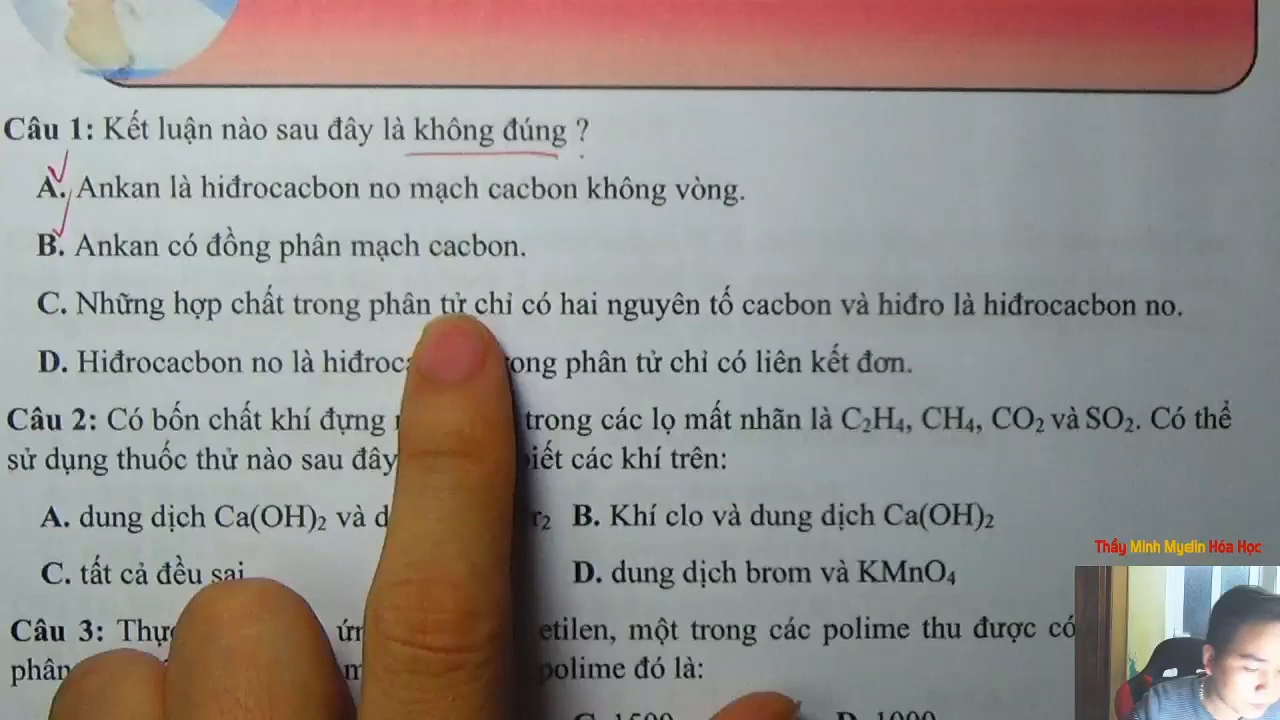 Câu 1: Kết luận nào sau đây là không đúng ?
A. Ankan là hiđrocacbon no mạch cacbon không vòng.
B. Ankan có đồng phân mạch cacbon.
C. Những hợp chất trong phân tử chỉ có hai nguyên tố cacbon và hiđro là hiđrocacbon no.
D. Hiđrocacbon no là trong phân tử chỉ có liên kết đơn.
Câu 2: Có bốn chất khí đựng trong các lọ mất nhãn là C₂H₄, CH₄, CO₂ và SO₂. Có thể
sử dụng thuốc thử nào sau đây các khí trên:
A. dung dịch Ca(OH)₂ và B. Khí clo và dung dịch Ca(OH)₂
C. tất cả đều sai D. dung dịch brom và KMnO₄
Thầy Minh Myelin Hóa Học
Câu 3: etilen, một trong các polime thu được có
phân polime đó là:
C. 1500 D. 1000